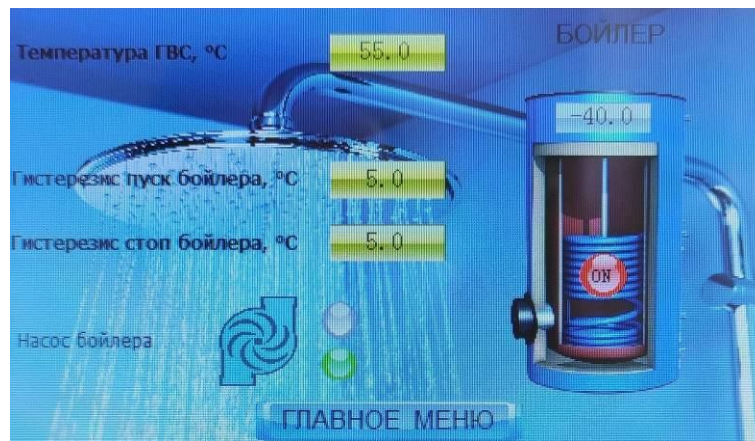 БОЙЛЕР
Температура ГВС, °С
55.0
-40.0
Гистерезис пуск бойлера, °С
5.0
Гистерезис стоп бойлера, °С
5.0
ON
Насос бойлера
ГЛАВНОЕ МЕНЮ